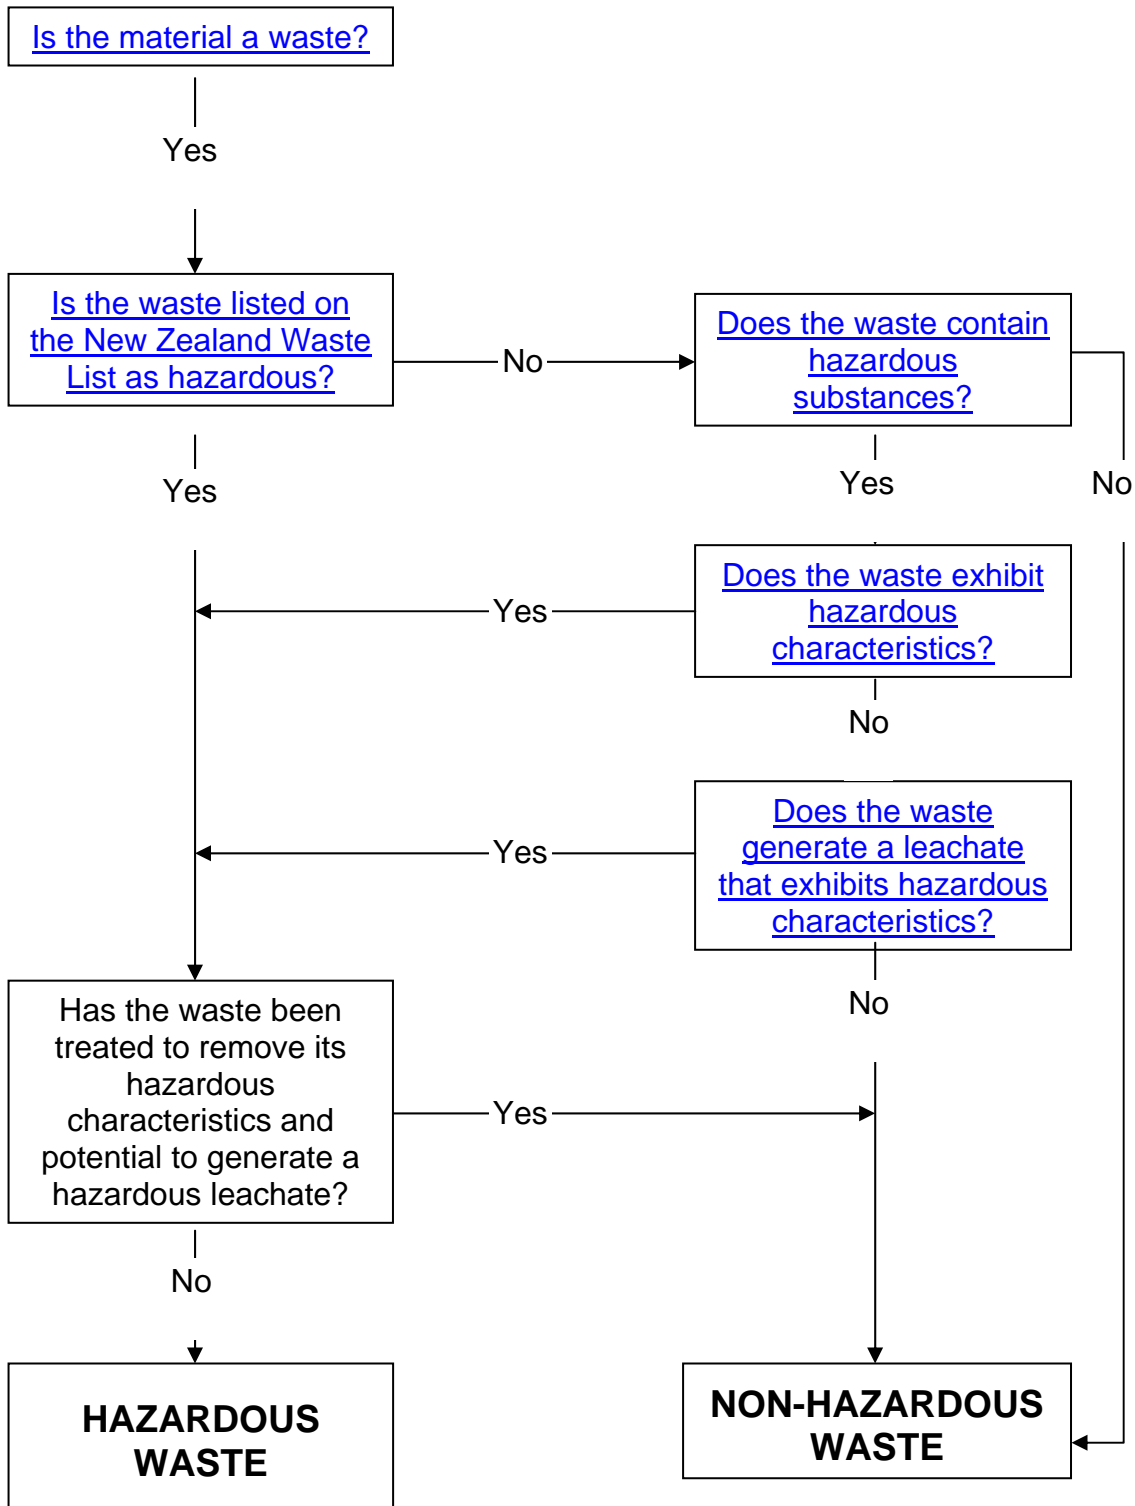 Is the material a waste?
Yes
Is the waste listed on
the New Zealand Waste
List as hazardous?
No
Does the waste contain
hazardous
substances?
Yes
Yes
No
Does the waste exhibit
hazardous
characteristics?
Yes
No
Does the waste
generate a leachate
that exhibits hazardous
characteristics?
Yes
No
Has the waste been
treated to remove its
hazardous
characteristics and
potential to generate a
hazardous leachate?
Yes
No
HAZARDOUS
WASTE
NON-HAZARDOUS
WASTE